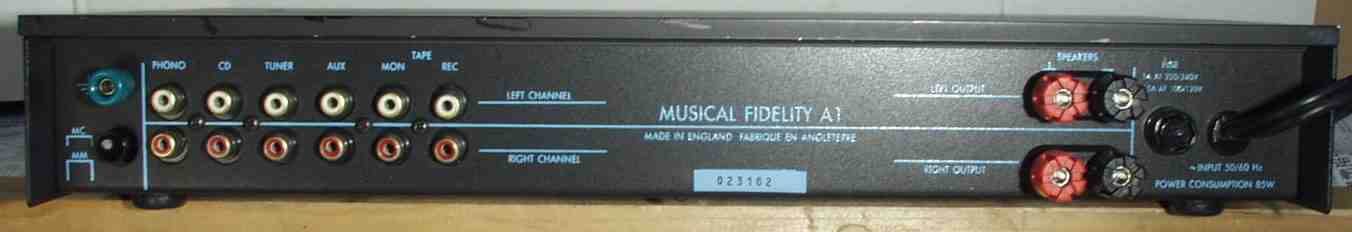 PHONO CD TUNER AUX MON TAPE REC
LEFT CHANNEL
RIGHT CHANNEL
MC
MM
MUSICAL FIDELITY A1
MADE IN ENGLAND FABRIQUE EN ANGLETERRE
023102
SPEAKERS
LEFT OUTPUT
RIGHT OUTPUT
FUSE
~ INPUT 50/60 Hz
POWER CONSUMPTION 85W